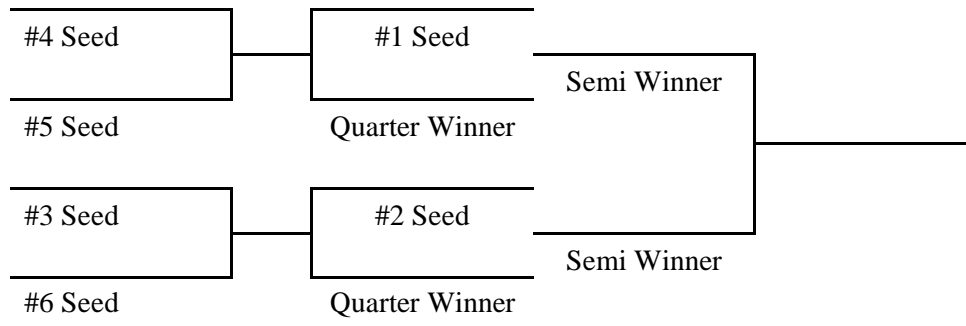 #4 Seed
#1 Seed
Semi Winner
#5 Seed
Quarter Winner
#3 Seed
#2 Seed
Semi Winner
#6 Seed
Quarter Winner